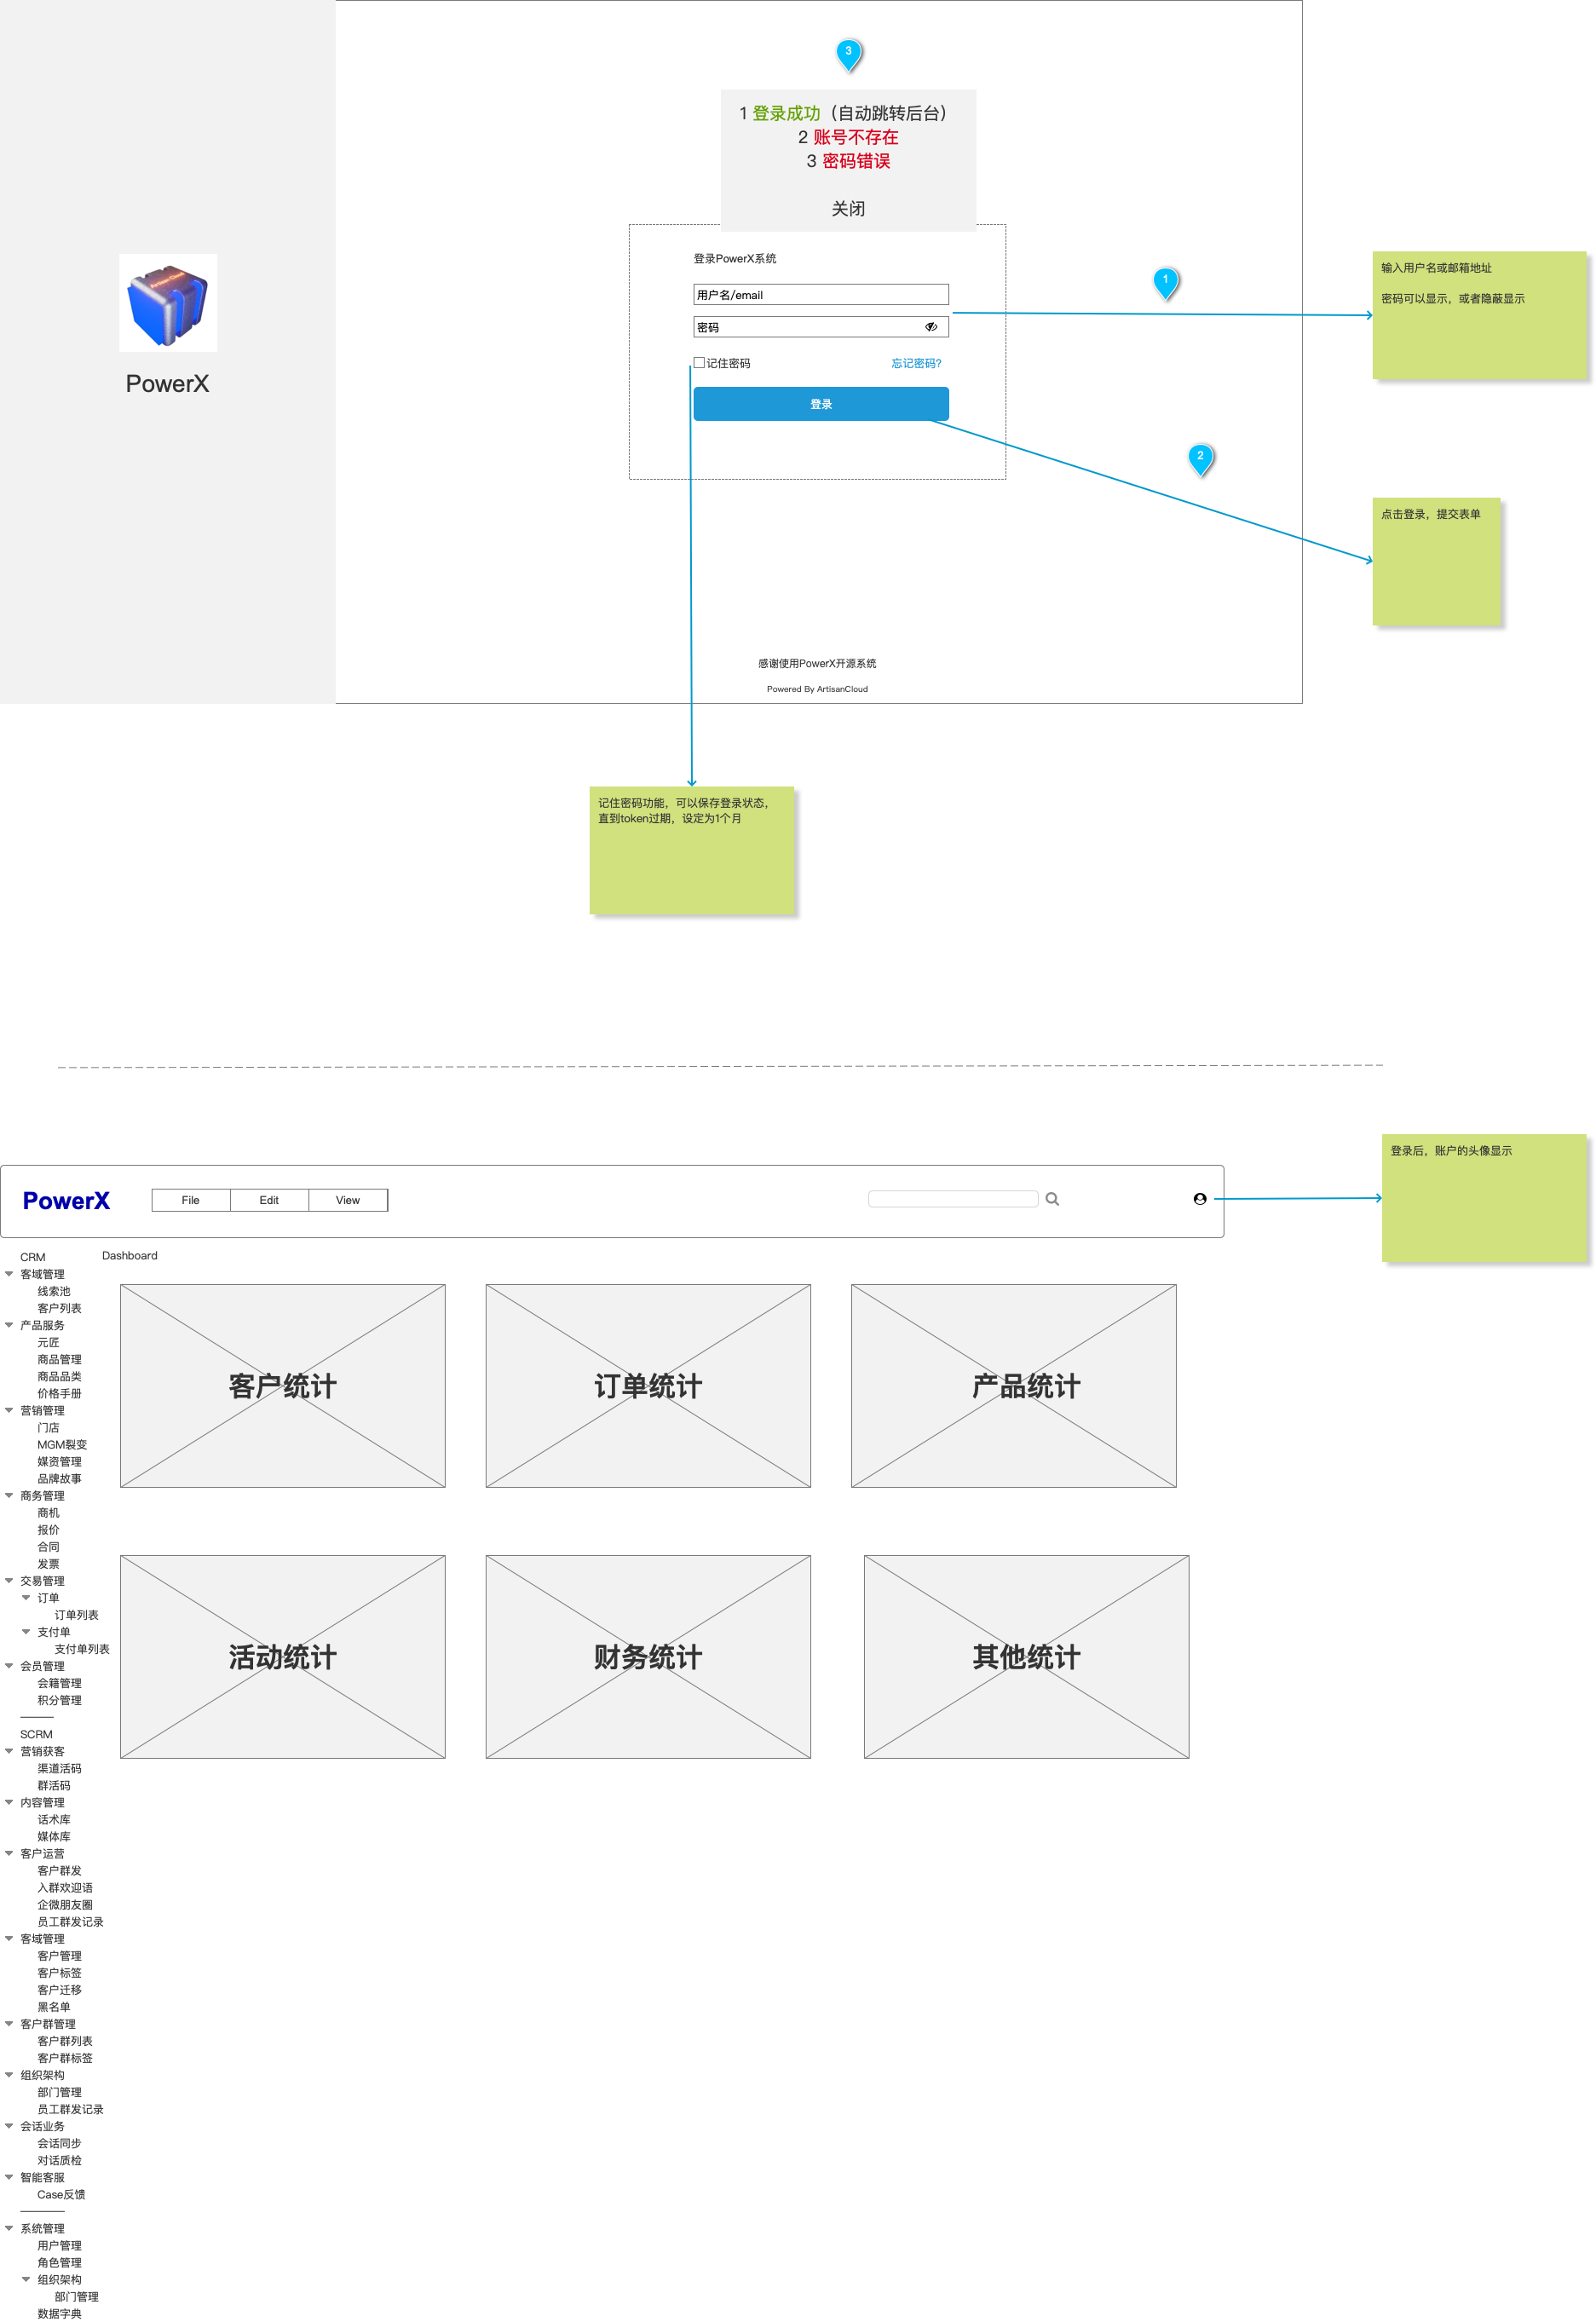 3
1 登录成功（自动跳转后台）
2 账号不存在
3 密码错误
关闭
登录PowerX系统
用户名/email
密码
记住密码
忘记密码?
登录
1
输入用户名或邮箱地址
密码可以显示，或者隐蔽显示
2
点击登录，提交表单
Artisan Cloud
PowerX
感谢使用PowerX开源系统
Powered By ArtisanCloud
记住密码功能，可以保存登录状态，
直到token过期，设定为1个月
登录后，账户的头像显示
PowerX
File
Edit
View
Dashboard
CRM
客域管理
线索池
客户列表
产品服务
元匠
商品管理
商品品类
价格手册
营销管理
门店
MGM裂变
媒资管理
品牌故事
商务管理
商机
报价
合同
发票
交易管理
订单
订单列表
支付单
支付单列表
会员管理
会籍管理
积分管理
SCRM
营销获客
渠道活码
群活码
内容管理
话术库
媒体库
客户运营
客户群发
入群欢迎语
企微朋友圈
员工群发记录
客域管理
客户管理
客户标签
客户迁移
黑名单
客户群管理
客户群列表
客户群标签
组织架构
部门管理
员工群发记录
会话业务
会话同步
对话质检
智能客服
Case反馈
系统管理
用户管理
角色管理
组织架构
部门管理
数据字典
客户统计
订单统计
产品统计
活动统计
财务统计
其他统计